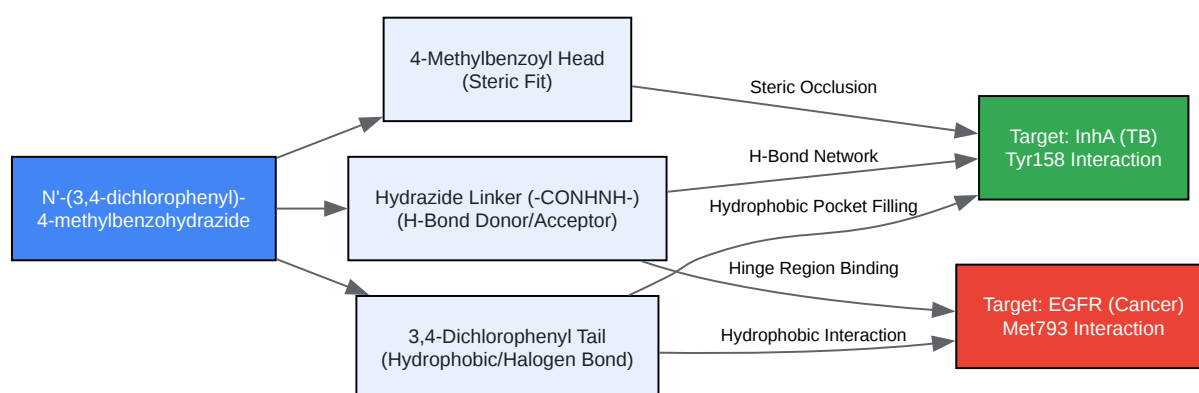 N'-(3,4-dichlorophenyl)-
4-methylbenzohydrazide
4-Methylbenzoyl Head
(Steric Fit)
Hydrazide Linker (-CONHNH-)
(H-Bond Donor/Acceptor)
3,4-Dichlorophenyl Tail
(Hydrophobic/Halogen Bond)
Steric Occlusion
H-Bond Network
Hydrophobic Pocket Filling
Hinge Region Binding
Hydrophobic Interaction
Target: InhA (TB)
Tyr158 Interaction
Target: EGFR (Cancer)
Met793 Interaction